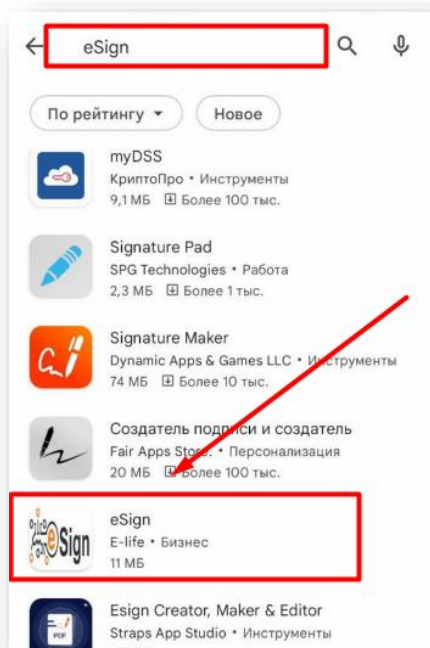 eSign
По рейтингу
Новое
myDSS
КриптоПро • Инструменты
9,1 МБ Более 100 тыс.
Signature Pad
SPG Technologies • Работа
2,3 МБ Более 1 тыс.
Signature Maker
Dynamic Apps & Games LLC • Инструменты
74 МБ Более 10 тыс.
Создатель подписи и создатель
Fair Apps Store. • Персонализация
20 МБ Более 100 тыс.
eSign
eSign
E-life • Бизнес
11 МБ
Esign Creator, Maker & Editor
PDF
Straps App Studio • Инструменты